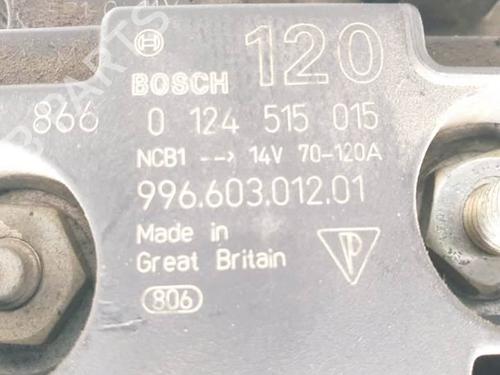 120
BOSCH
866 0 124 515 015
NCB1 --> 14V 70-120A
996.603.012.01
Made in
Great Britain
806